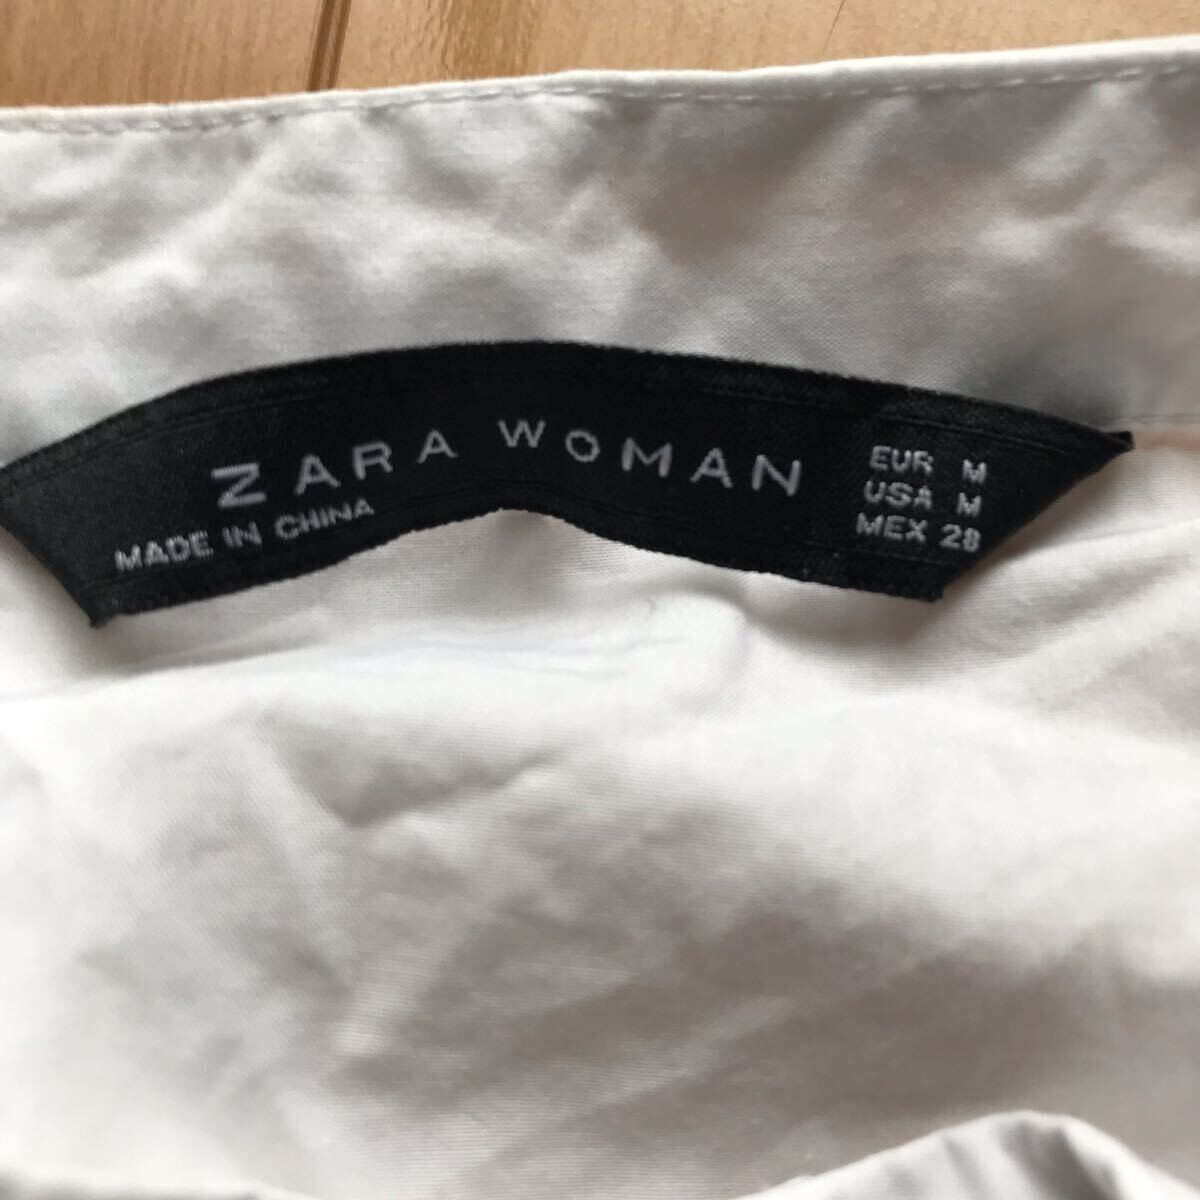 ZARA WOMAN
MADE IN CHINA
EUR M
USA M
MEX 28